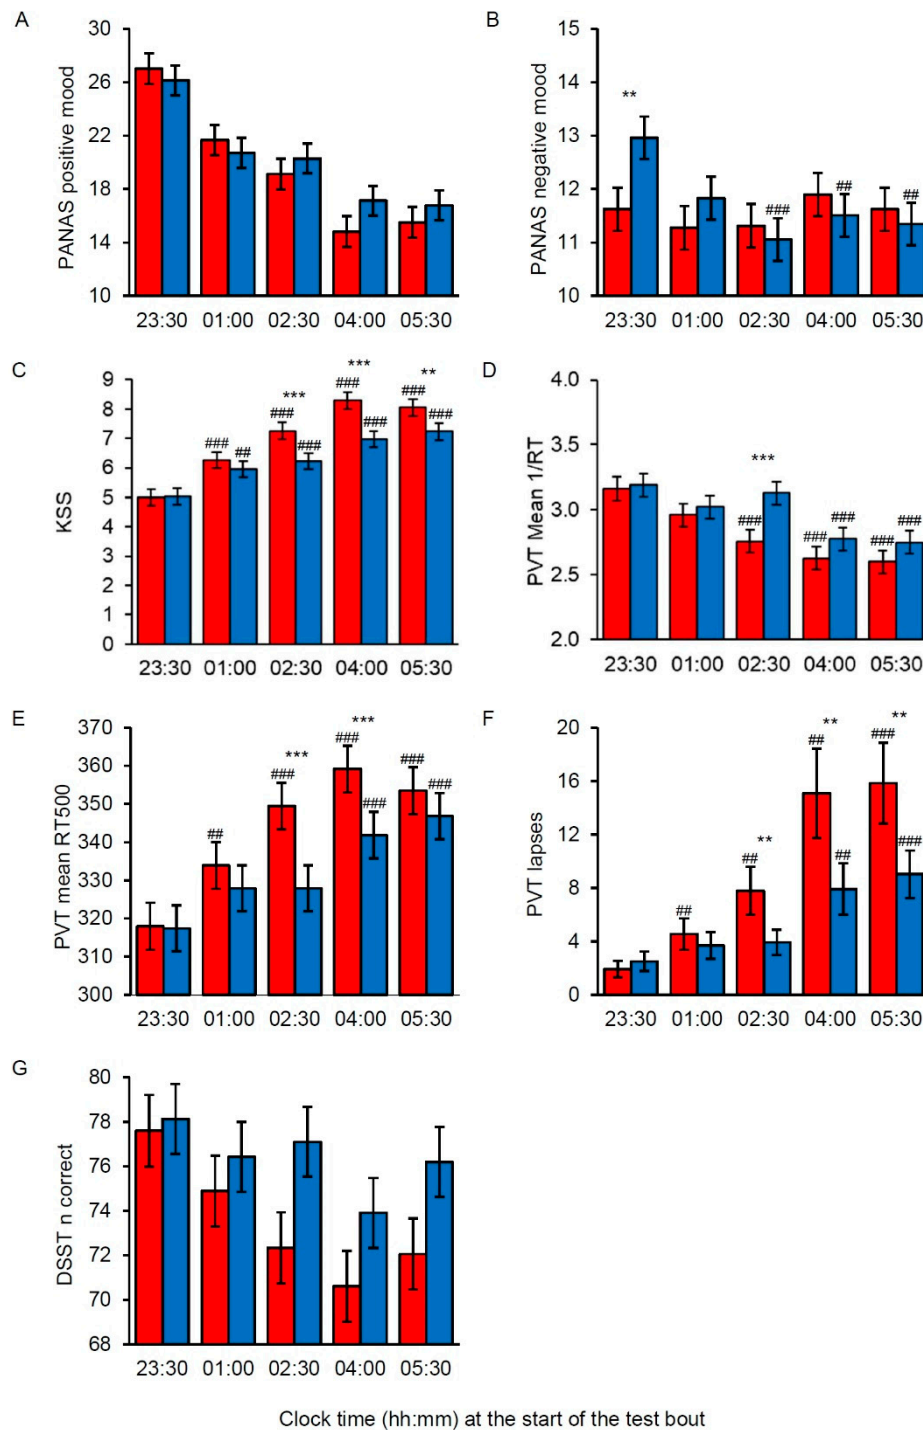 A
PANAS positive mood
30
26
22
18
14
10
23:30 01:00 02:30 04:00 05:30
B
PANAS negative mood
15
14
13
12
11
10
**
###
##
##
23:30 01:00 02:30 04:00 05:30
C
KSS
9
8
7
6
5
4
3
2
1
0
*** *** **
### ## ### ### ### ### ### ###
23:30 01:00 02:30 04:00 05:30
D
PVT Mean 1/RT
4.0
3.5
3.0
2.5
2.0
***
### ### ### ### ###
23:30 01:00 02:30 04:00 05:30
E
PVT mean RT500
370
360
350
340
330
320
310
300
*** ***
## ### ### ### ### ###
23:30 01:00 02:30 04:00 05:30
F
PVT lapses
20
16
12
8
4
0
** ** **
## ## ## ## ### ###
23:30 01:00 02:30 04:00 05:30
G
DSST n correct
80
78
76
74
72
70
68
23:30 01:00 02:30 04:00 05:30
Clock time (hh:mm) at the start of the test bout